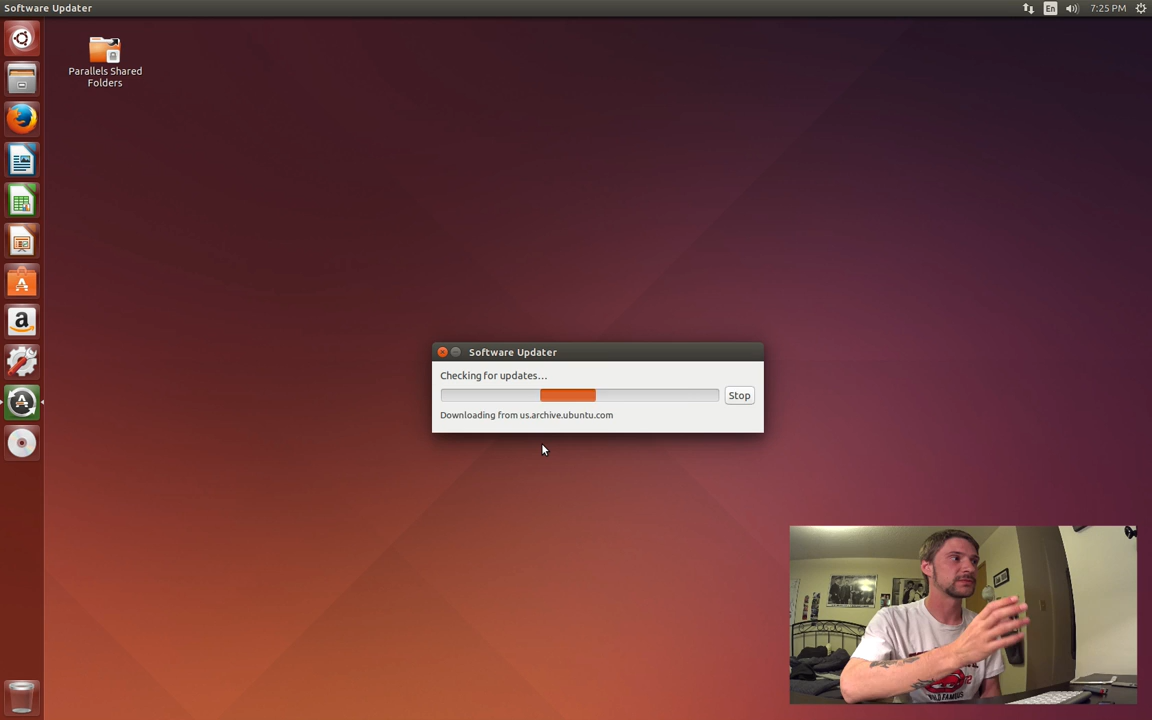 Software Updater
En
7:25 PM
Parallels Shared
Folders
Software Updater
Checking for updates...
Stop
Downloading from us.archive.ubuntu.com